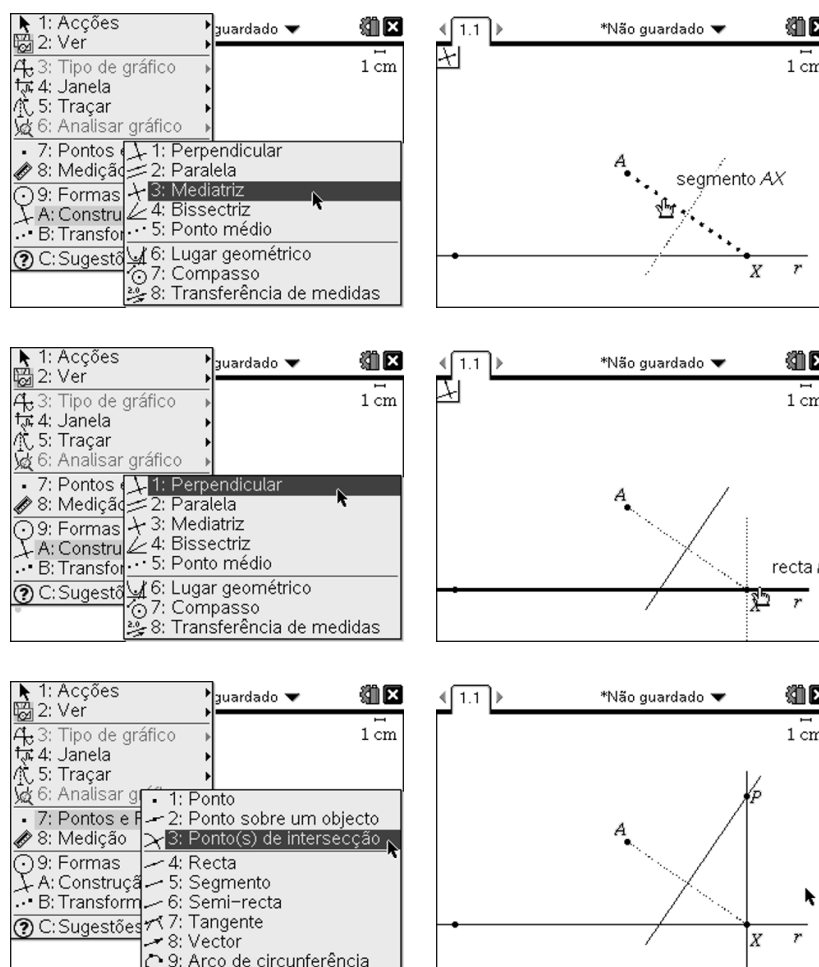 1: Acções
2: Ver
3: Tipo de gráfico
4: Janela
5: Traçar
6: Analisar gráfico
7: Pontos
8: Medição
9: Formas
A: Constru
B: Transfor
C: Sugestõ
guardado
1 cm
1: Perpendicular
2: Paralela
3: Mediatriz
4: Bissectriz
5: Ponto médio
6: Lugar geométrico
7: Compasso
8: Transferência de medidas
1.1 *Não guardado
1 cm
A
segmento AX
X r
1: Acções
2: Ver
3: Tipo de gráfico
4: Janela
5: Traçar
6: Analisar gráfico
7: Pontos
8: Medição
9: Formas
A: Constru
B: Transfor
C: Sugestõ
guardado
1 cm
1: Perpendicular
2: Paralela
3: Mediatriz
4: Bissectriz
5: Ponto médio
6: Lugar geométrico
7: Compasso
8: Transferência de medidas
1.1 *Não guardado
1 cm
A
recta
X r
1: Acções
2: Ver
3: Tipo de gráfico
4: Janela
5: Traçar
6: Analisar g
7: Pontos e
8: Medição
9: Formas
A: Construçã
B: Transform
C: Sugestões
guardado
1 cm
1: Ponto
2: Ponto sobre um objecto
3: Ponto(s) de intersecção
4: Recta
5: Segmento
6: Semi-recta
7: Tangente
8: Vector
9: Arco de circunferência
1.1 *Não guardado
1 cm
P
A
X r